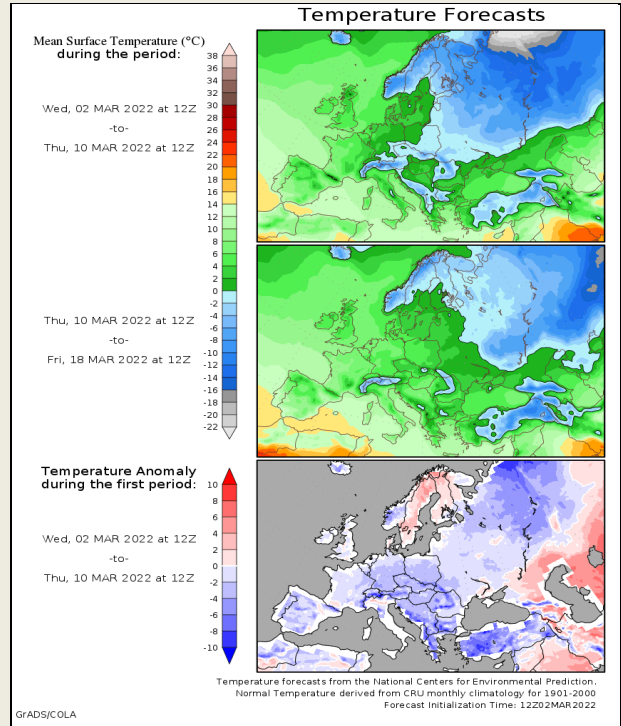 Temperature Forecasts
Mean Surface Temperature (°C)
during the period:
Wed, 02 MAR 2022 at 12Z
-to-
Thu, 10 MAR 2022 at 12Z
38
36
34
32
30
28
26
24
22
20
18
16
14
12
10
8
6
4
2
0
-2
-4
-6
-8
-10
-12
-14
-16
-18
-20
-22
Thu, 10 MAR 2022 at 12Z
-to-
Fri, 18 MAR 2022 at 12Z
Temperature Anomaly
during the first period:
Wed, 02 MAR 2022 at 12Z
-to-
Thu, 10 MAR 2022 at 12Z
10
8
6
4
2
0
-2
-4
-6
-8
-10
Temperature forecasts from the National Centers for Environmental Prediction.
Normal Temperature derived from CRU monthly climatology for 1901-2000
Forecast Initialization Time: 12Z02MAR2022
GrADS/COLA